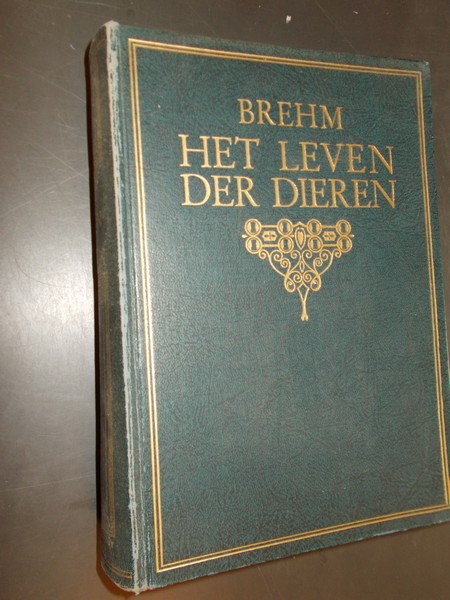 BREHM
HET LEVEN
DER DIEREN